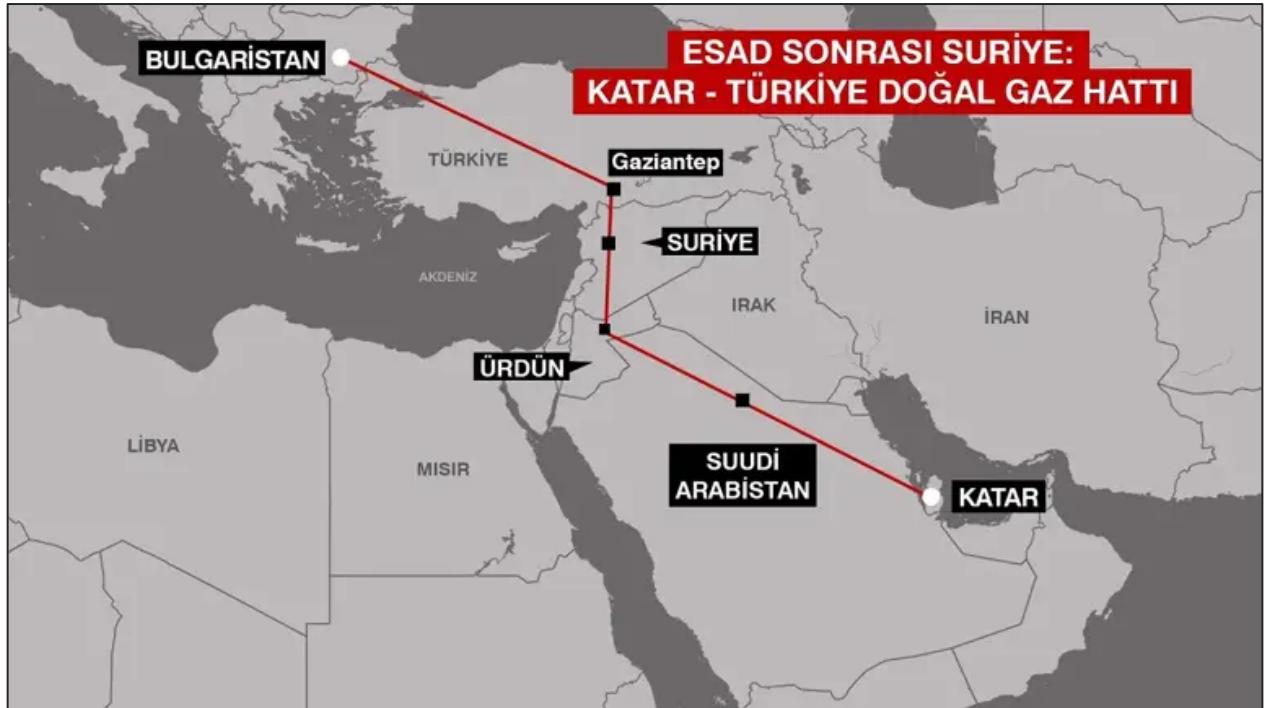 ESAD SONRASI SURİYE:
KATAR - TÜRKİYE DOĞAL GAZ HATTI
BULGARİSTAN
TÜRKİYE
Gaziantep
SURİYE
AKDENİZ
IRAK
İRAN
ÜRDÜN
LİBYA
MISIR
SUUDİ
ARABİSTAN
KATAR